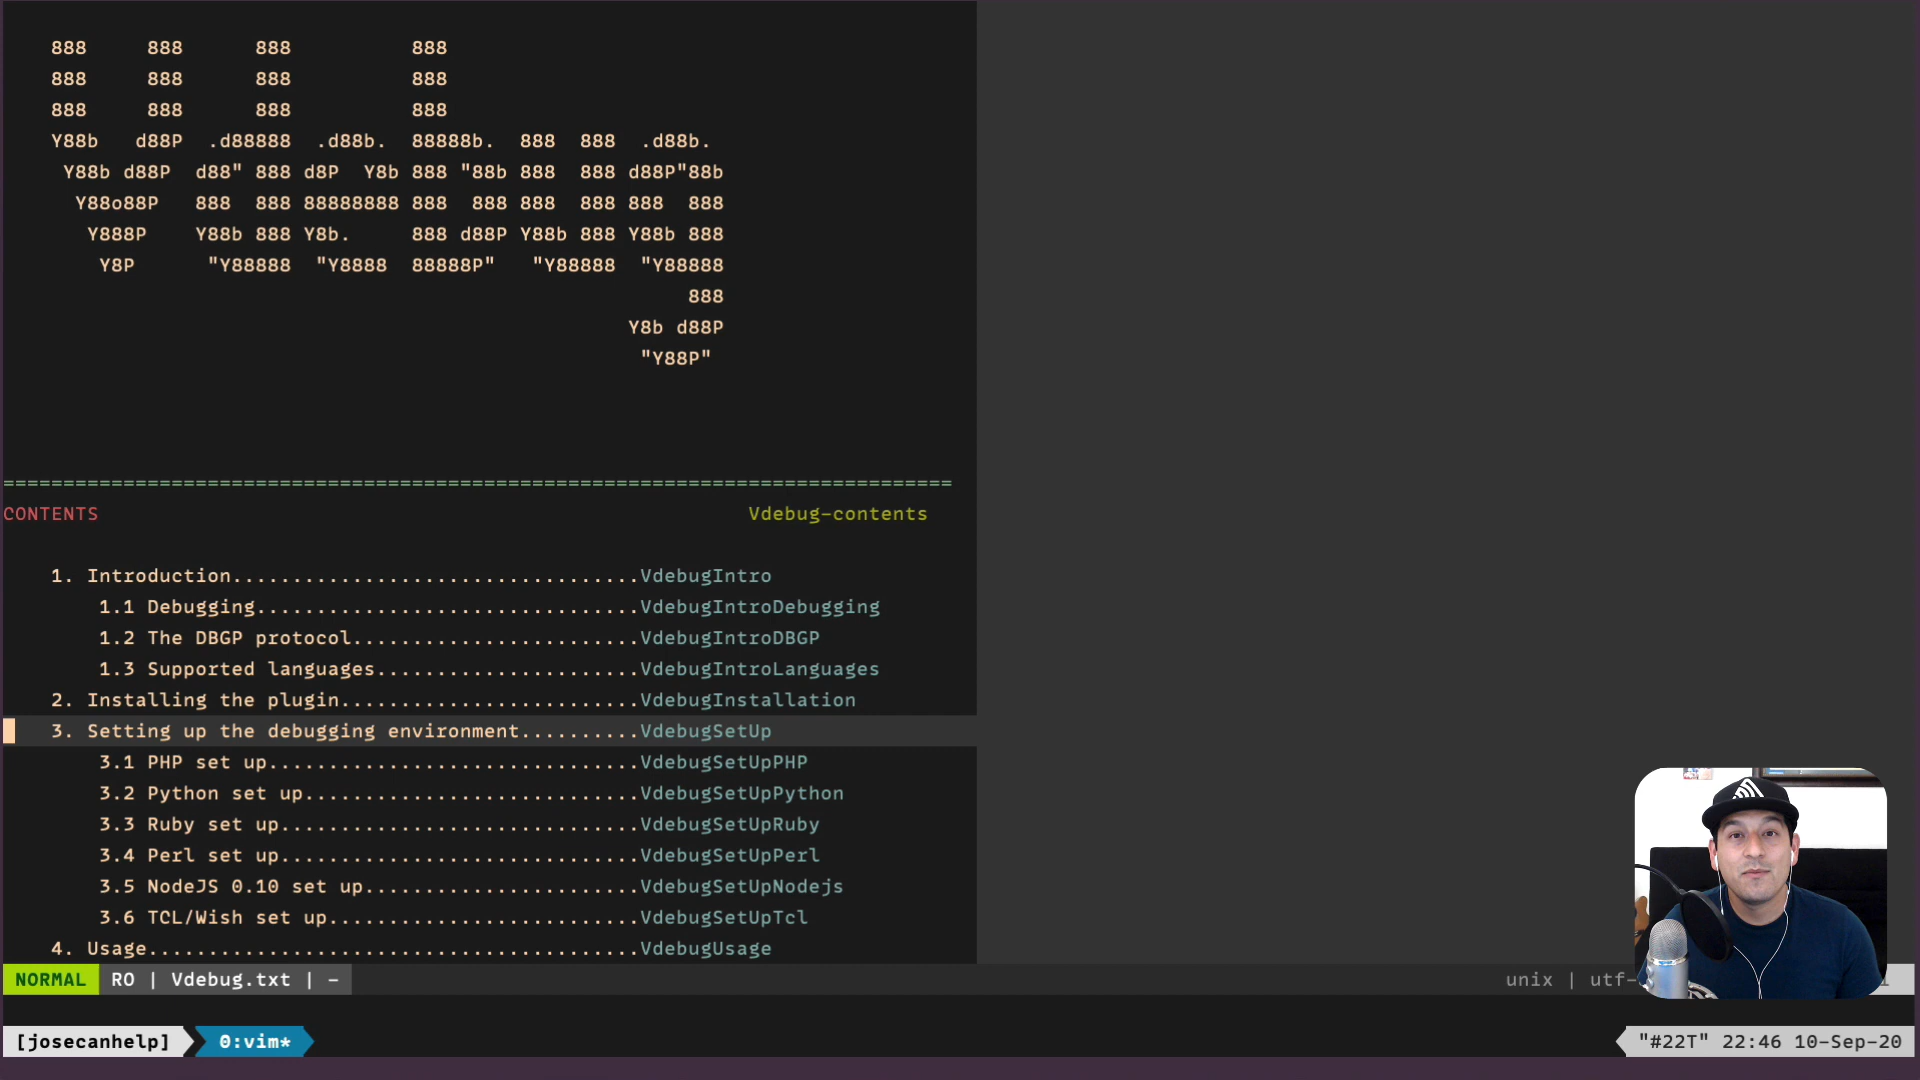 888     888      888          888
888     888      888          888
888     888      888          888
Y88b   d88P  .d88888  .d88b.  88888b.  888  888  .d88b.
 Y88b d88P  d88" 888 d8P  Y8b 888 "88b 888  888 d88P"88b
  Y88o88P   888  888 88888888 888  888 888  888 888  888
   Y888P    Y88b 888 Y8b.     888 d88P Y88b 888 Y88b 888
    Y8P      "Y88888  "Y8888  88888P"   "Y88888  "Y88888
                                                     888
                                                Y8b d88P
                                                 "Y88P"
===============================================================================
CONTENTS Vdebug-contents
1. Introduction..................................VdebugIntro
1.1 Debugging................................VdebugIntroDebugging
1.2 The DBGP protocol........................VdebugIntroDBGP
1.3 Supported languages......................VdebugIntroLanguages
2. Installing the plugin.........................VdebugInstallation
3. Setting up the debugging environment..........VdebugSetUp
3.1 PHP set up...............................VdebugSetUpPHP
3.2 Python set up............................VdebugSetUpPython
3.3 Ruby set up..............................VdebugSetUpRuby
3.4 Perl set up..............................VdebugSetUpPerl
3.5 NodeJS 0.10 set up.......................VdebugSetUpNodejs
3.6 TCL/Wish set up..........................VdebugSetUpTcl
4. Usage.........................................VdebugUsage
NORMAL RO | Vdebug.txt | - unix | utf-
[josecanhelp] 0:vim* "#22T" 22:46 10-Sep-20